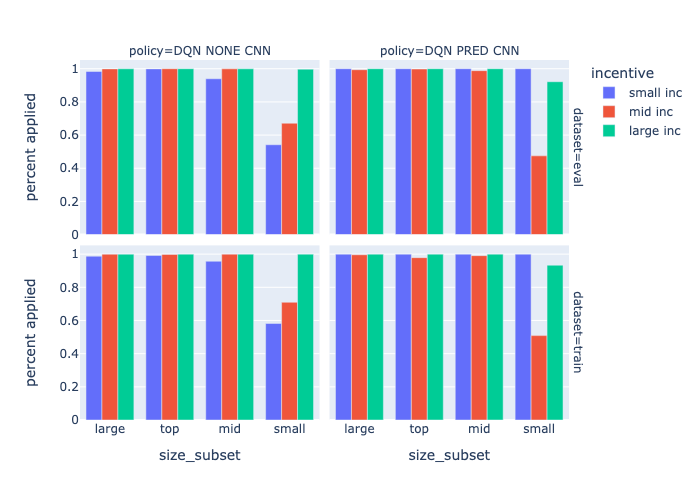 policy=DQN NONE CNN
policy=DQN PRED CNN
incentive
small inc
mid inc
large inc
percent applied
1
0.8
0.6
0.4
0.2
0
dataset=eval
percent applied
1
0.8
0.6
0.4
0.2
0
dataset=train
large top mid small
large top mid small
size_subset
size_subset